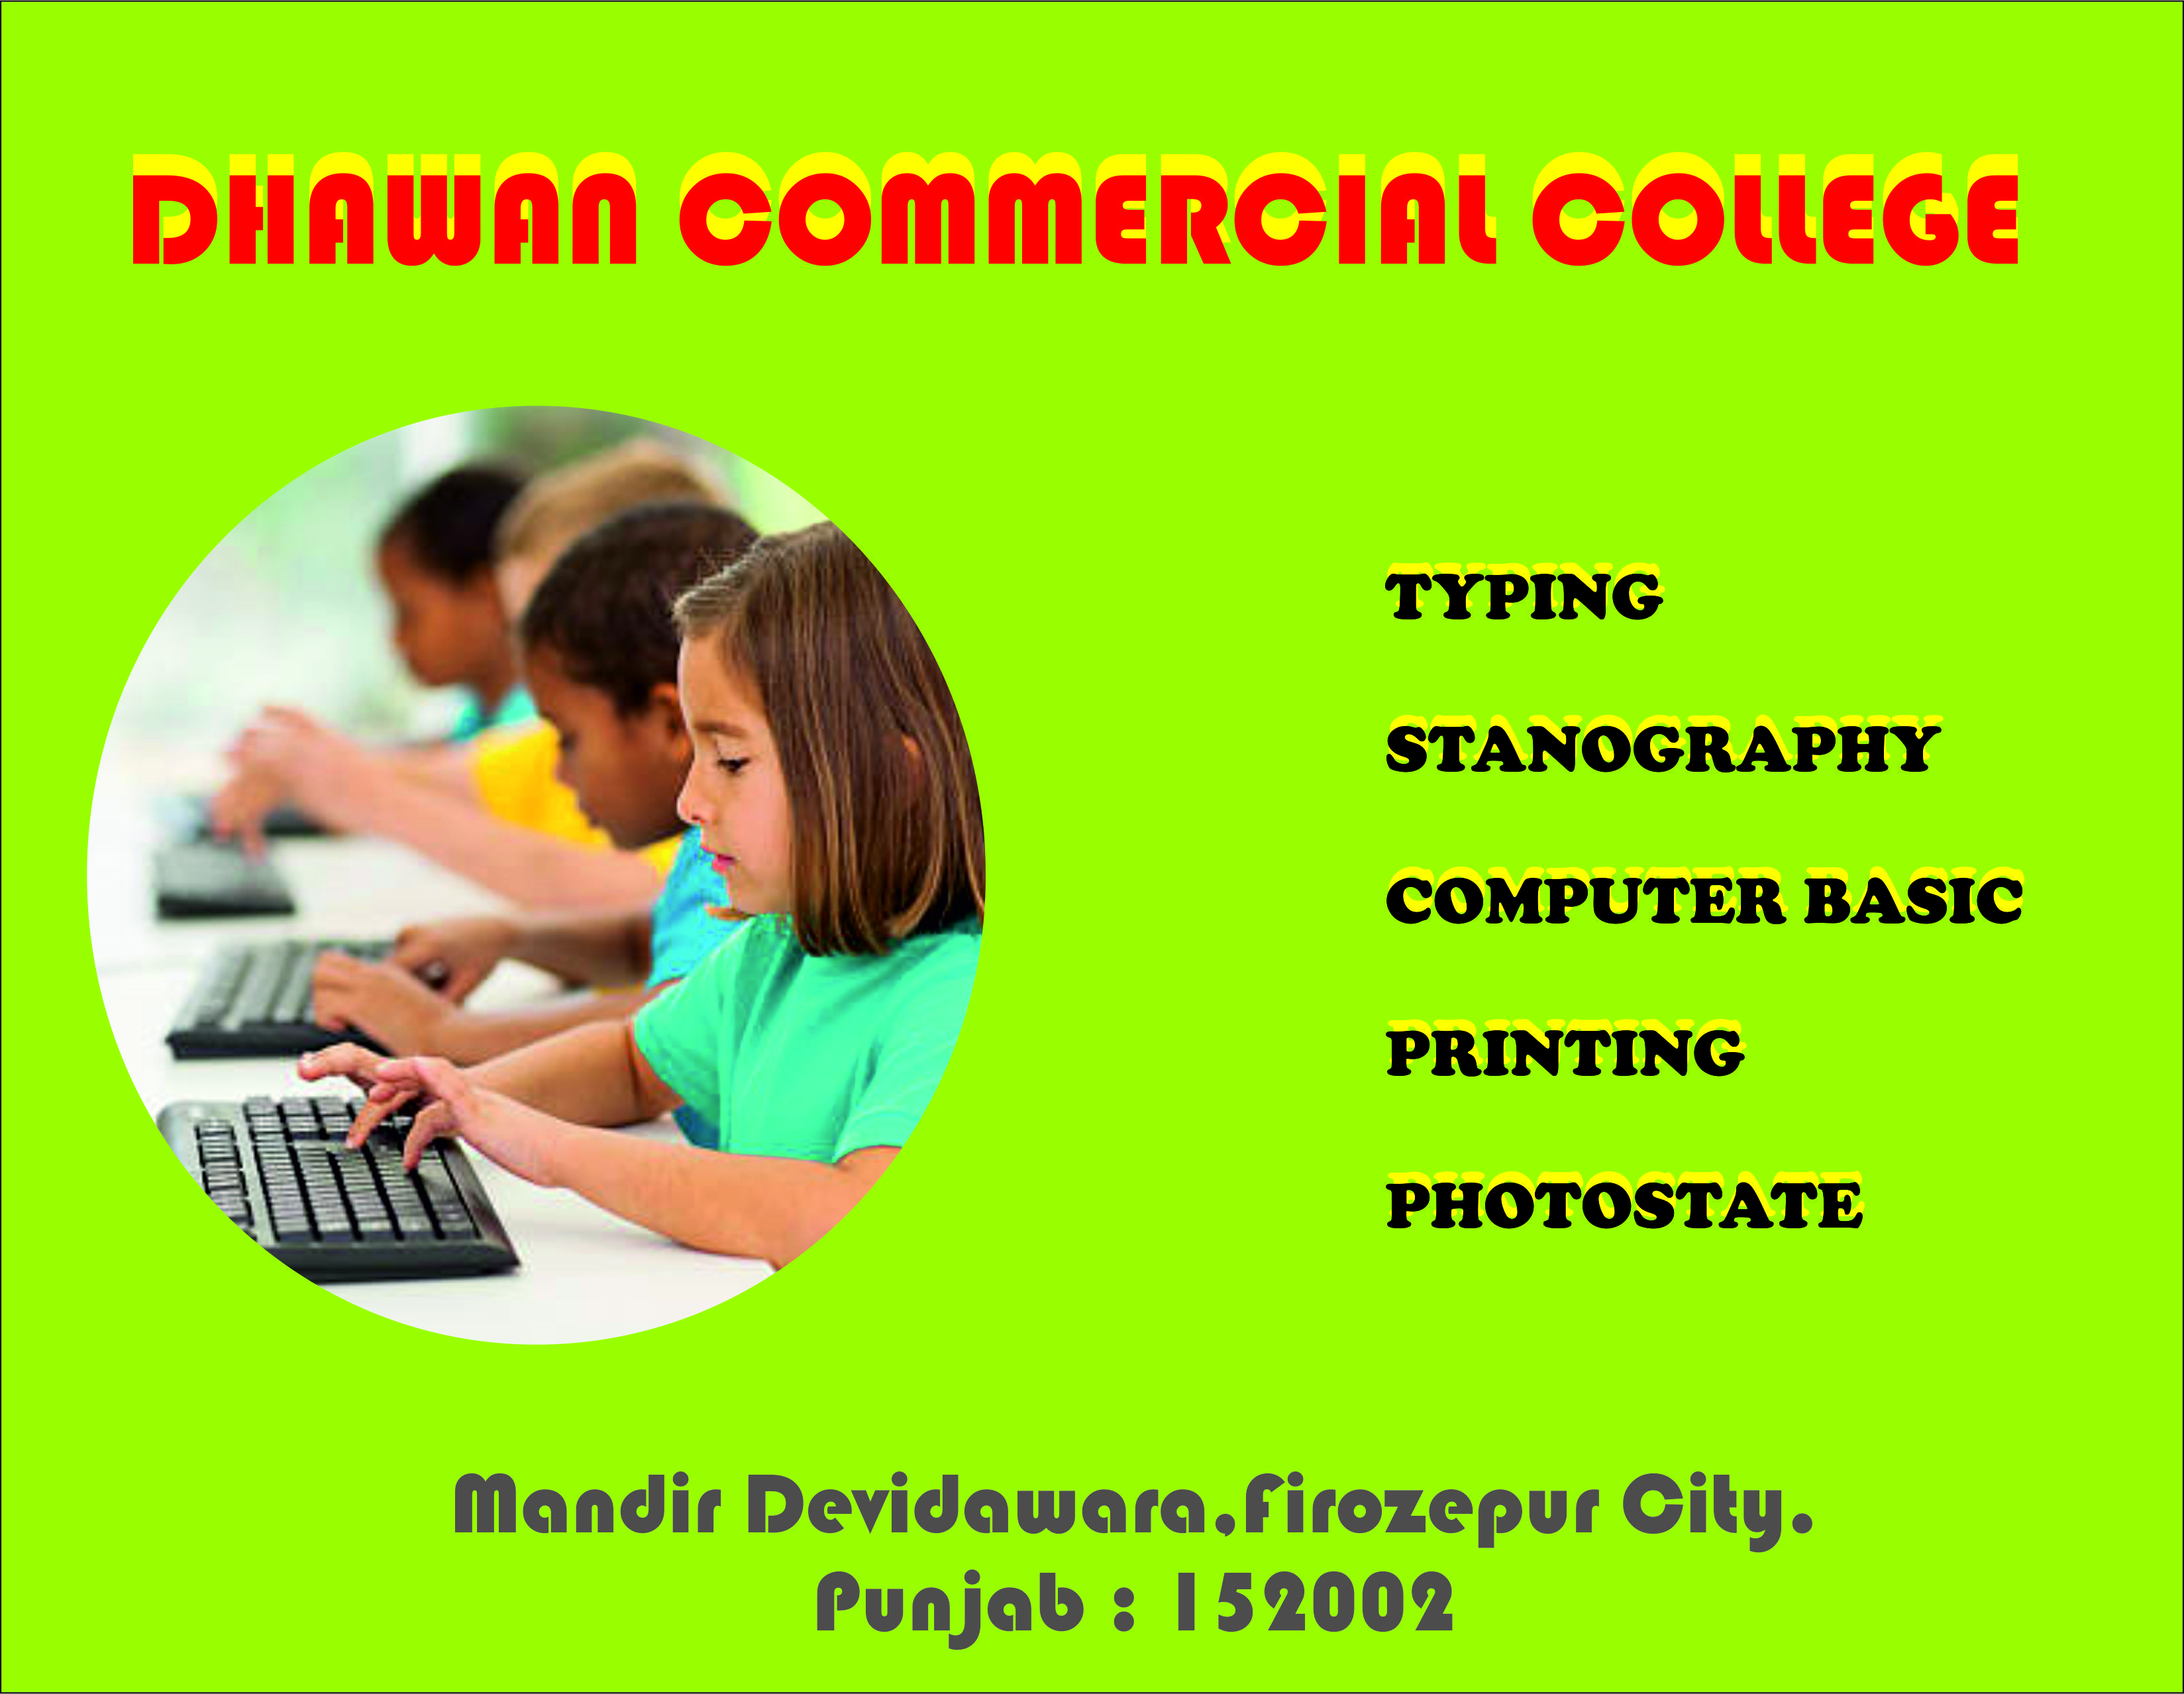 DHAWAN COMMERCIAL COLLEGE
TYPING
STANOGRAPHY
COMPUTER BASIC
PRINTING
PHOTOSTATE
Mandir Devidawara,Firozepur City.
Punjab : 152002